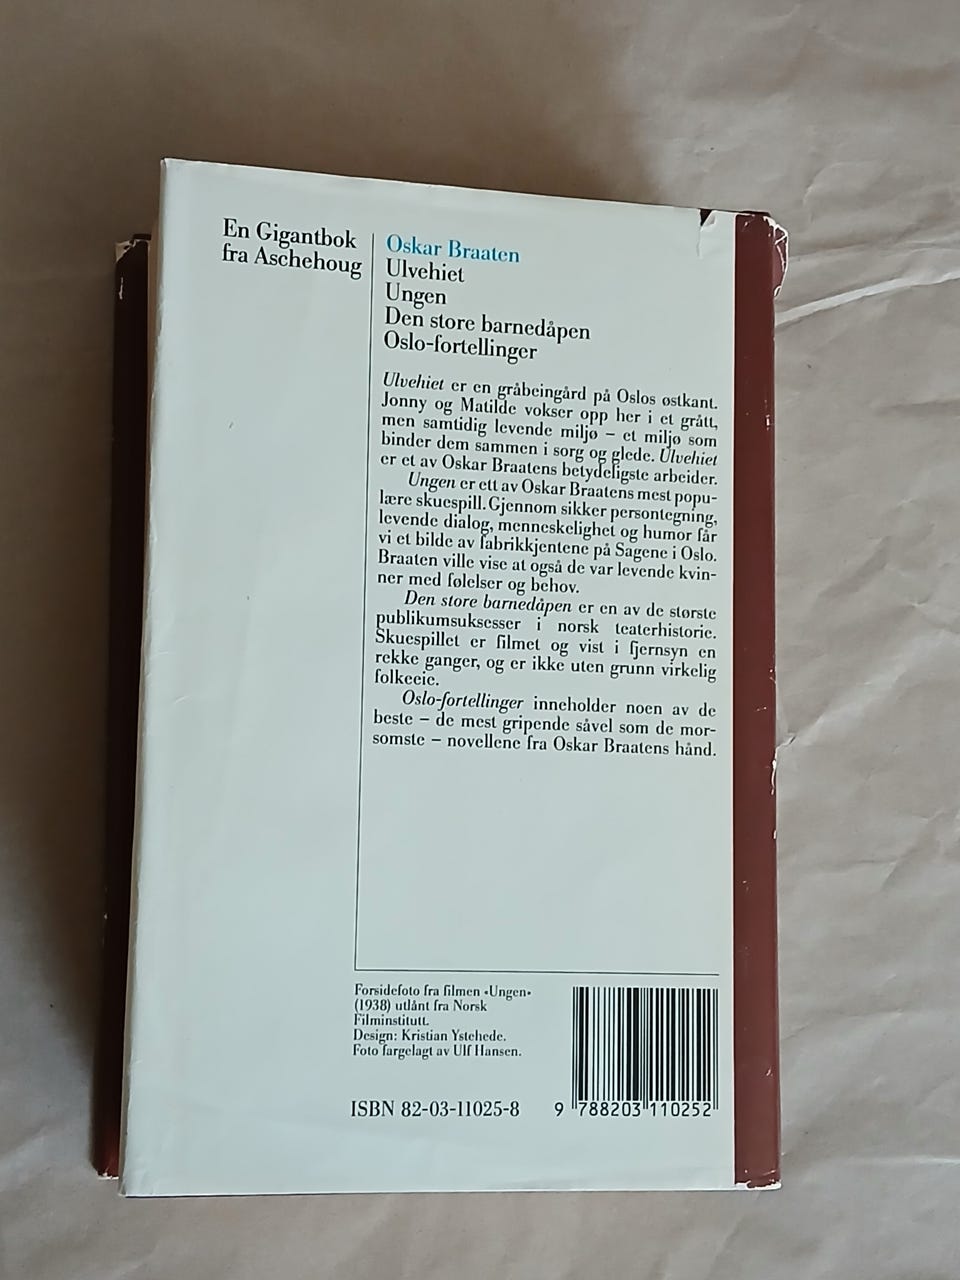 En Gigantbok
fra Aschehoug
Oskar Braaten
Ulvehiet
Ungen
Den store barnedåpen
Oslo-fortellinger
Ulvehiet er en gråbeingård på Oslos østkant.
Jonny og Matilde vokser opp her i et grått,
men samtidig levende miljø – et miljø som
binder dem sammen i sorg og glede. Ulvehiet
er et av Oskar Braatens betydeligste arbeider.
Ungen er ett av Oskar Braatens mest popu-
lære skuespill. Gjennom sikker persontegning,
levende dialog, menneskelighet og humor får
vi et bilde av fabrikkjentene på Sagene i Oslo.
Braaten ville vise at også de var levende kvin-
ner med følelser og behov.
Den store barnedåpen er en av de største
publikumsuksesser i norsk teaterhistorie.
Skuespillet er filmet og vist i fjernsyn en
rekke ganger, og er ikke uten grunn virkelig
folkeeie.
Oslo-fortellinger inneholder noen av de
beste – de mest gripende såvel som de mor-
somste – novellene fra Oskar Braatens hånd.
Forsidefoto fra filmen «Ungen»
(1938) utlånt fra Norsk
Filminstitutt.
Design: Kristian Ystehede.
Foto fargelagt av Ulf Hansen.
ISBN 82-03-11025-8
9 788203 110252